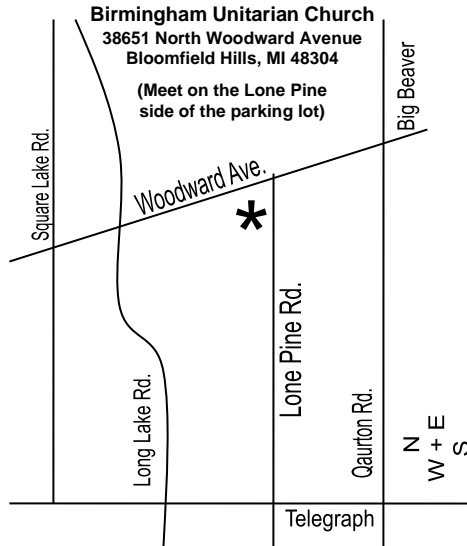 Birmingham Unitarian Church
38651 North Woodward Avenue
Bloomfield Hills, MI 48304
(Meet on the Lone Pine
side of the parking lot)
Big Beaver
Square Lake Rd.
Woodward Ave.
*
Lone Pine Rd.
Long Lake Rd.
Qaurton Rd.
N
W + E
S
Telegraph